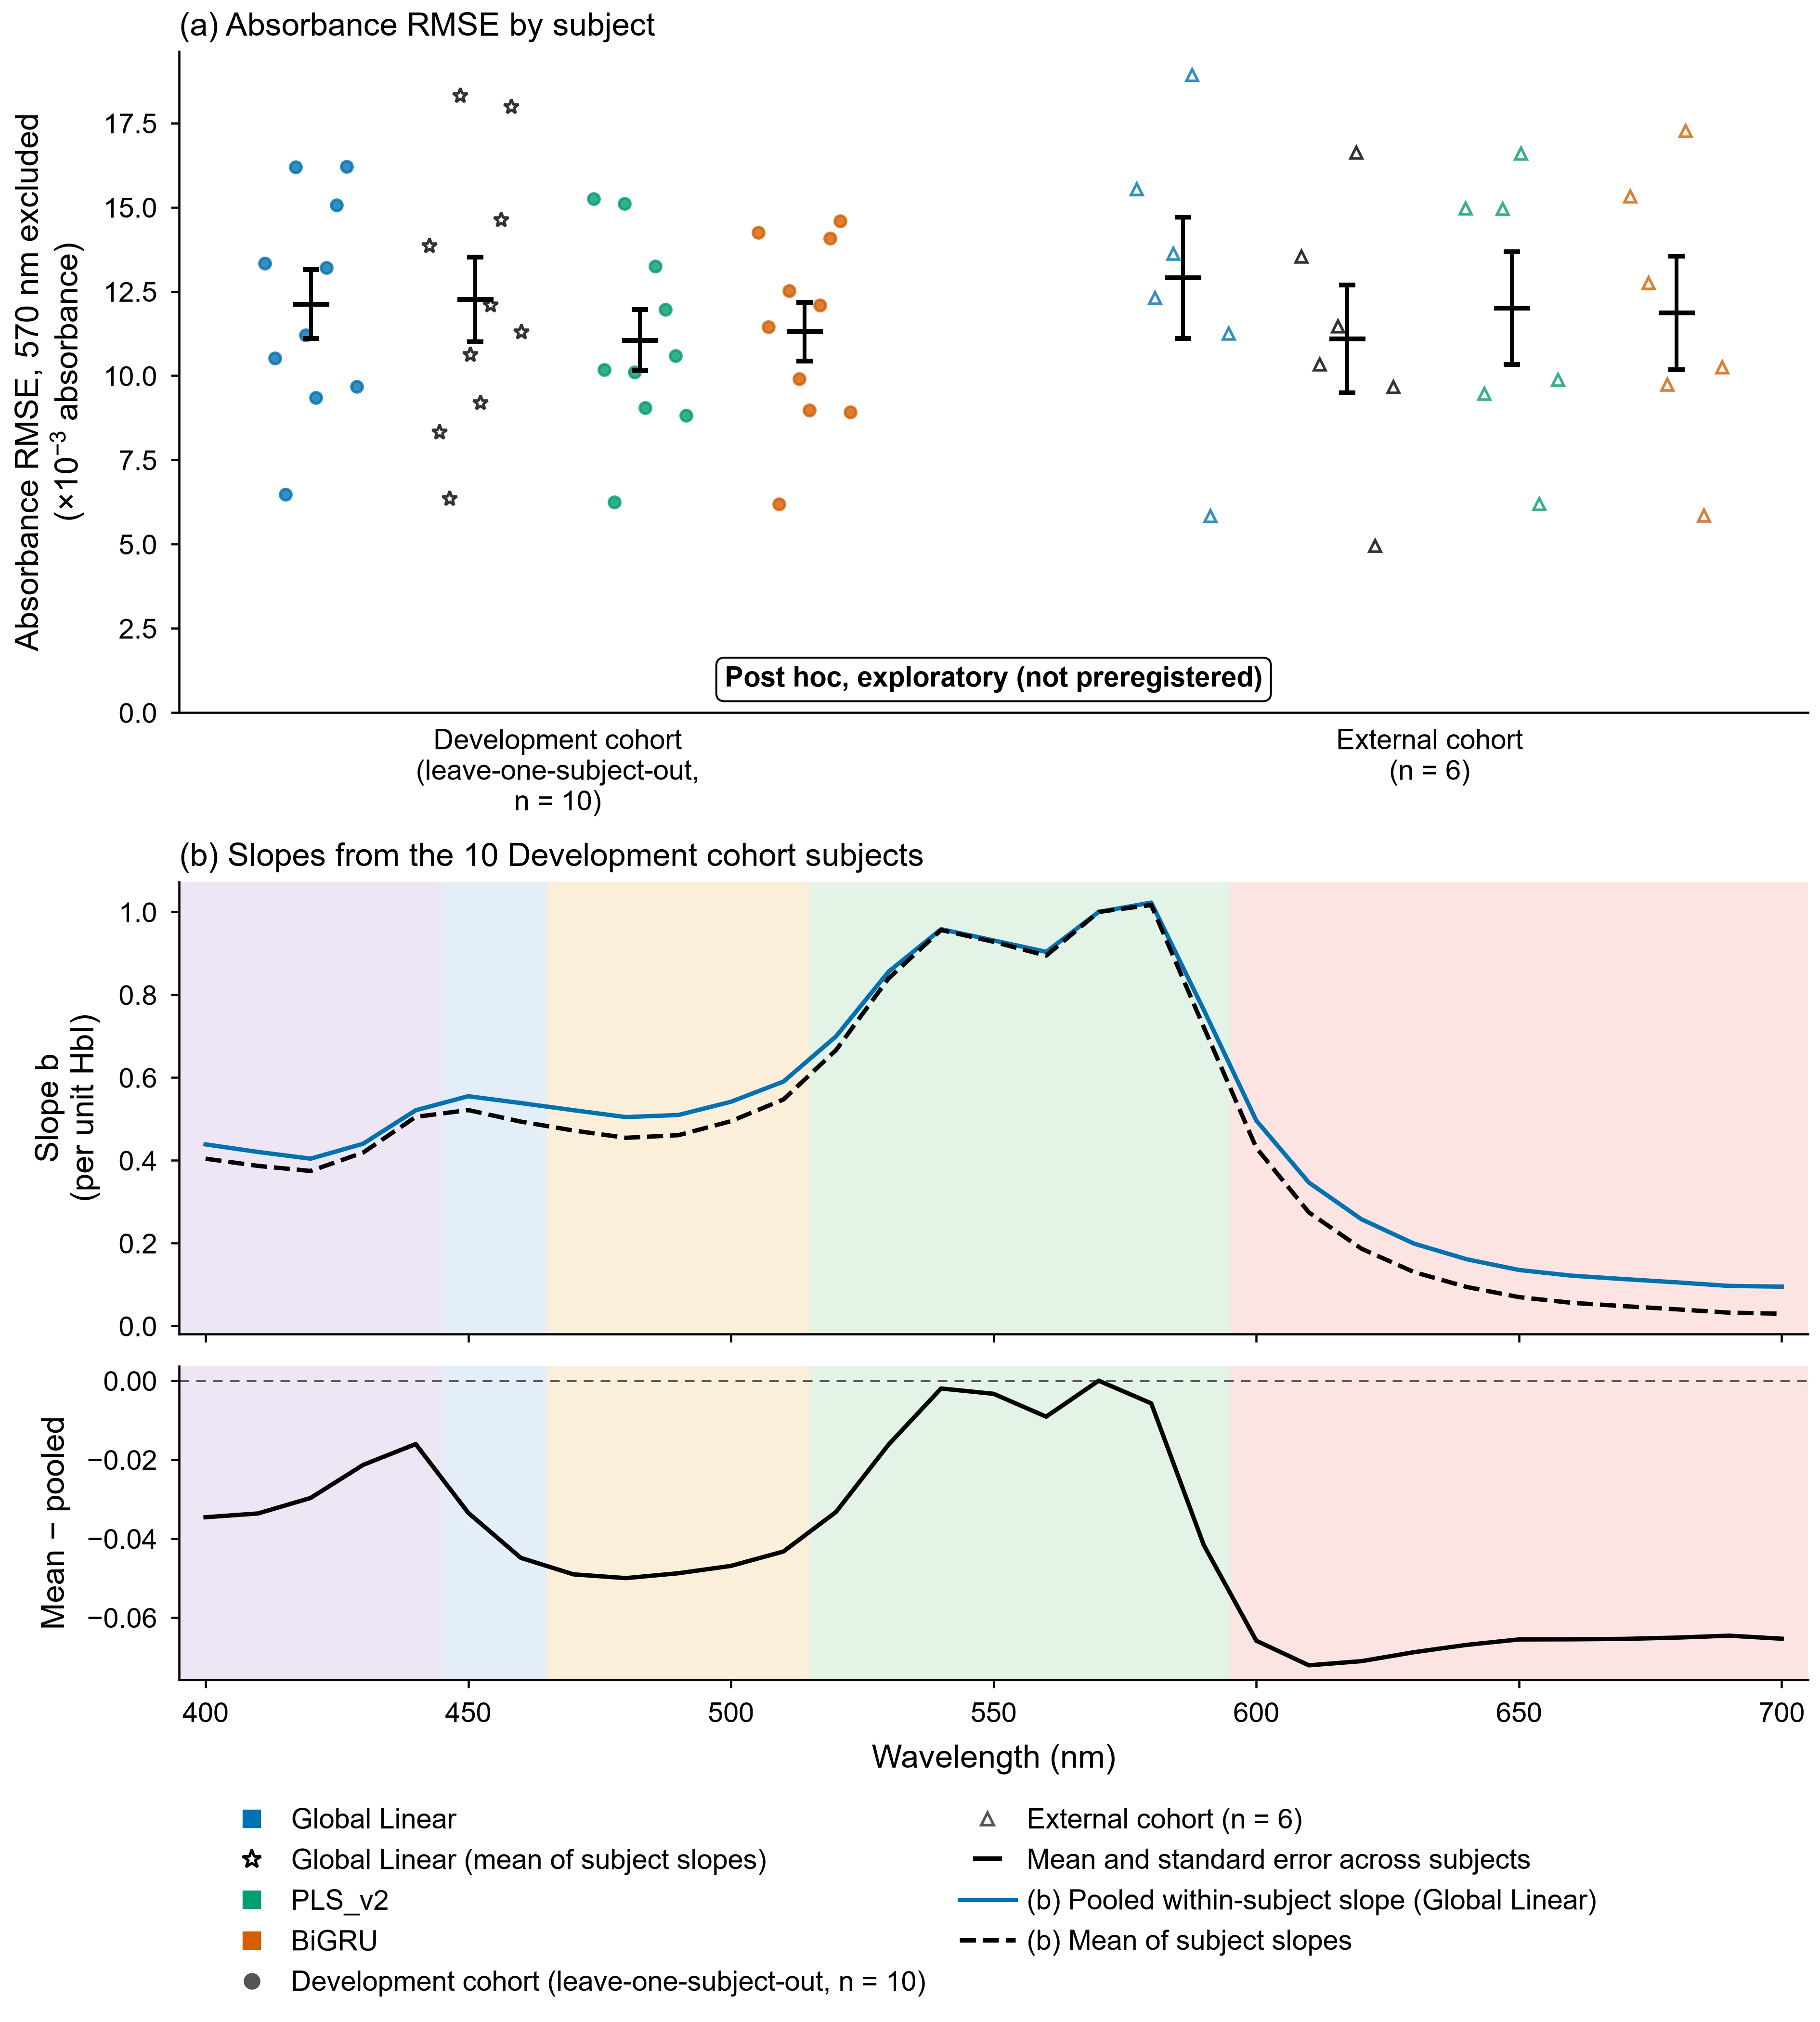 (a) Absorbance RMSE by subject
Absorbance RMSE, 570 nm excluded
(×10⁻³ absorbance)
17.5
15.0
12.5
10.0
7.5
5.0
2.5
0.0
Post hoc, exploratory (not preregistered)
Development cohort
(leave-one-subject-out,
n = 10)
External cohort
(n = 6)
(b) Slopes from the 10 Development cohort subjects
Slope b
(per unit HbI)
1.0
0.8
0.6
0.4
0.2
0.0
Mean − pooled
0.00
−0.02
−0.04
−0.06
400 450 500 550 600 650 700
Wavelength (nm)
Global Linear
Global Linear (mean of subject slopes)
PLS_v2
BiGRU
Development cohort (leave-one-subject-out, n = 10)
External cohort (n = 6)
Mean and standard error across subjects
(b) Pooled within-subject slope (Global Linear)
(b) Mean of subject slopes